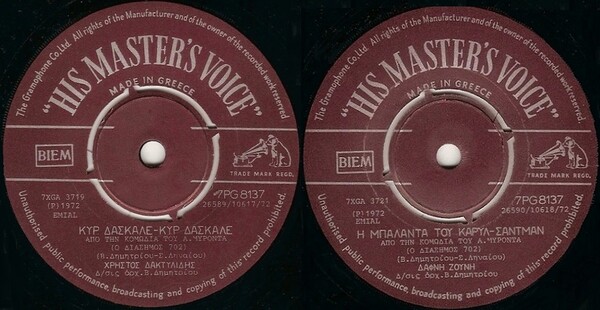 The Gramophone Co. Ltd. All rights of the Manufacturer and of the owner of the recorded work reserved.
"HIS MASTER'S VOICE"
MADE IN GREECE
BIEM
TRADE MARK REGD.
7XGA 3719
(P)1972
EMIAL
7PG 8137
26589/10617/72
ΚΥΡ ΔΑΣΚΑΛΕ-ΚΥΡ ΔΑΣΚΑΛΕ
ΑΠΟ ΤΗΝ ΚΩΜΩΔΙΑ ΤΟΥ Α.ΜΥΡΟΝΤΑ
(Ο ΔΙΑΣΗΜΟΣ 702)
(Β.Δημητρίου-Σ.Δηναίου)
ΧΡΗΣΤΟΣ ΔΑΚΤΥΛΙΔΗΣ
Δ/σις Ορχ.Β.Δημητρίου
Unauthorised public performance, broadcasting and copying of this record prohibited.
The Gramophone Co. Ltd. All rights of the Manufacturer and of the owner of the recorded work reserved.
"HIS MASTER'S VOICE"
MADE IN GREECE
BIEM
TRADE MARK REGD.
7XGA 3721
(P)1972
EMIAL
7PG 8137
26590/10618/72
Η ΜΠΑΛΑΝΤΑ ΤΟΥ ΚΑΡΥΛ-ΣΑΝΤΜΑΝ
ΑΠΟ ΤΗΝ ΚΩΜΩΔΙΑ ΤΟΥ Α.ΜΥΡΟΝΤΑ
(Ο ΔΙΑΣΗΜΟΣ 702)
(Β.Δημητρίου-Σ.Δηναίου)
ΔΑΦΝΗ ΖΟΥΝΗ
Δ/σις Ορχ.Β.Δημητρίου
Unauthorised public performance, broadcasting and copying of this record prohibited.